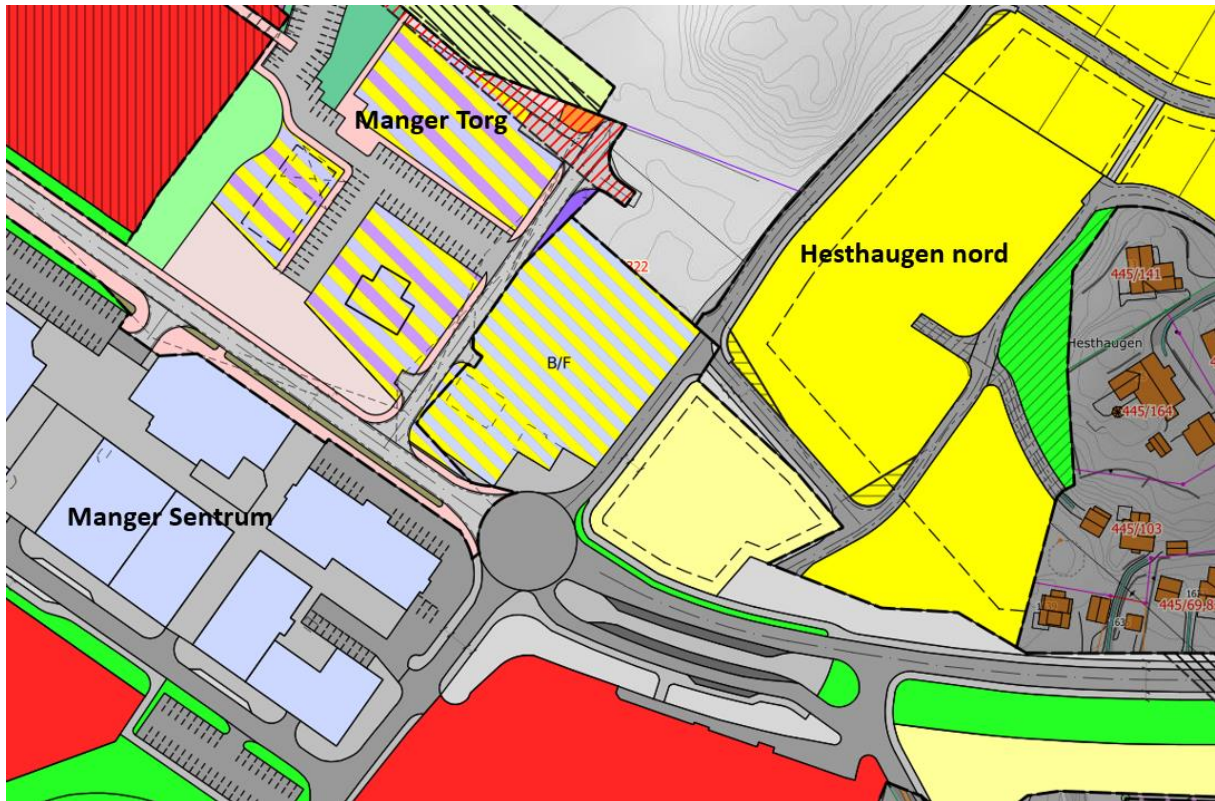 Manger Torg
Hesthaugen nord
445/141
Hesthaugen
B/F
445/164
Manger Sentrum
445/103